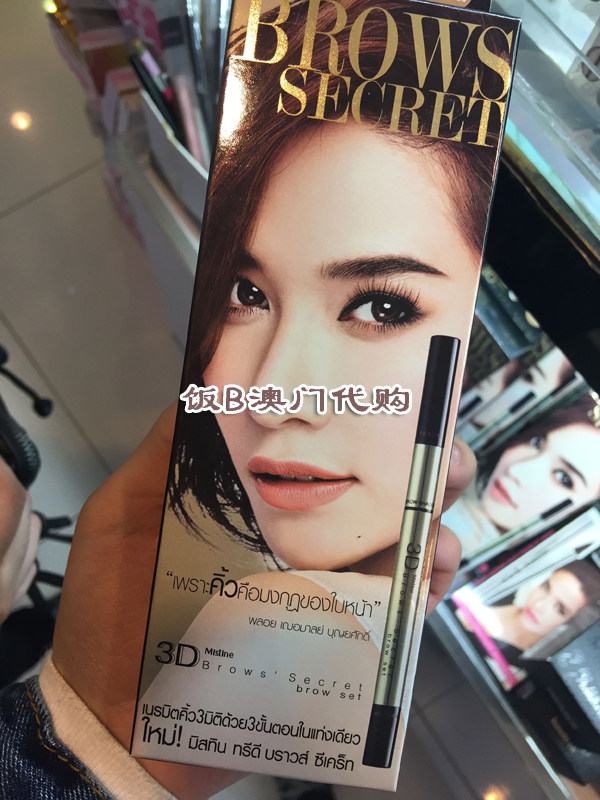 BROWS
SECRET
饭B澳门代购
"เพราะคิ้วคือมงกุฎของใบหน้า"
พลอย เฌอมาลย์ บุญยศักดิ์
3D Mistine
Brows' Secret
brow set
3D
brow set
เนรมิตคิ้ว3มิติด้วย3ขั้นตอนในแท่งเดียว
ใหม่! มิสทิน ทรีดี บราวส์ ซีเคร็ท